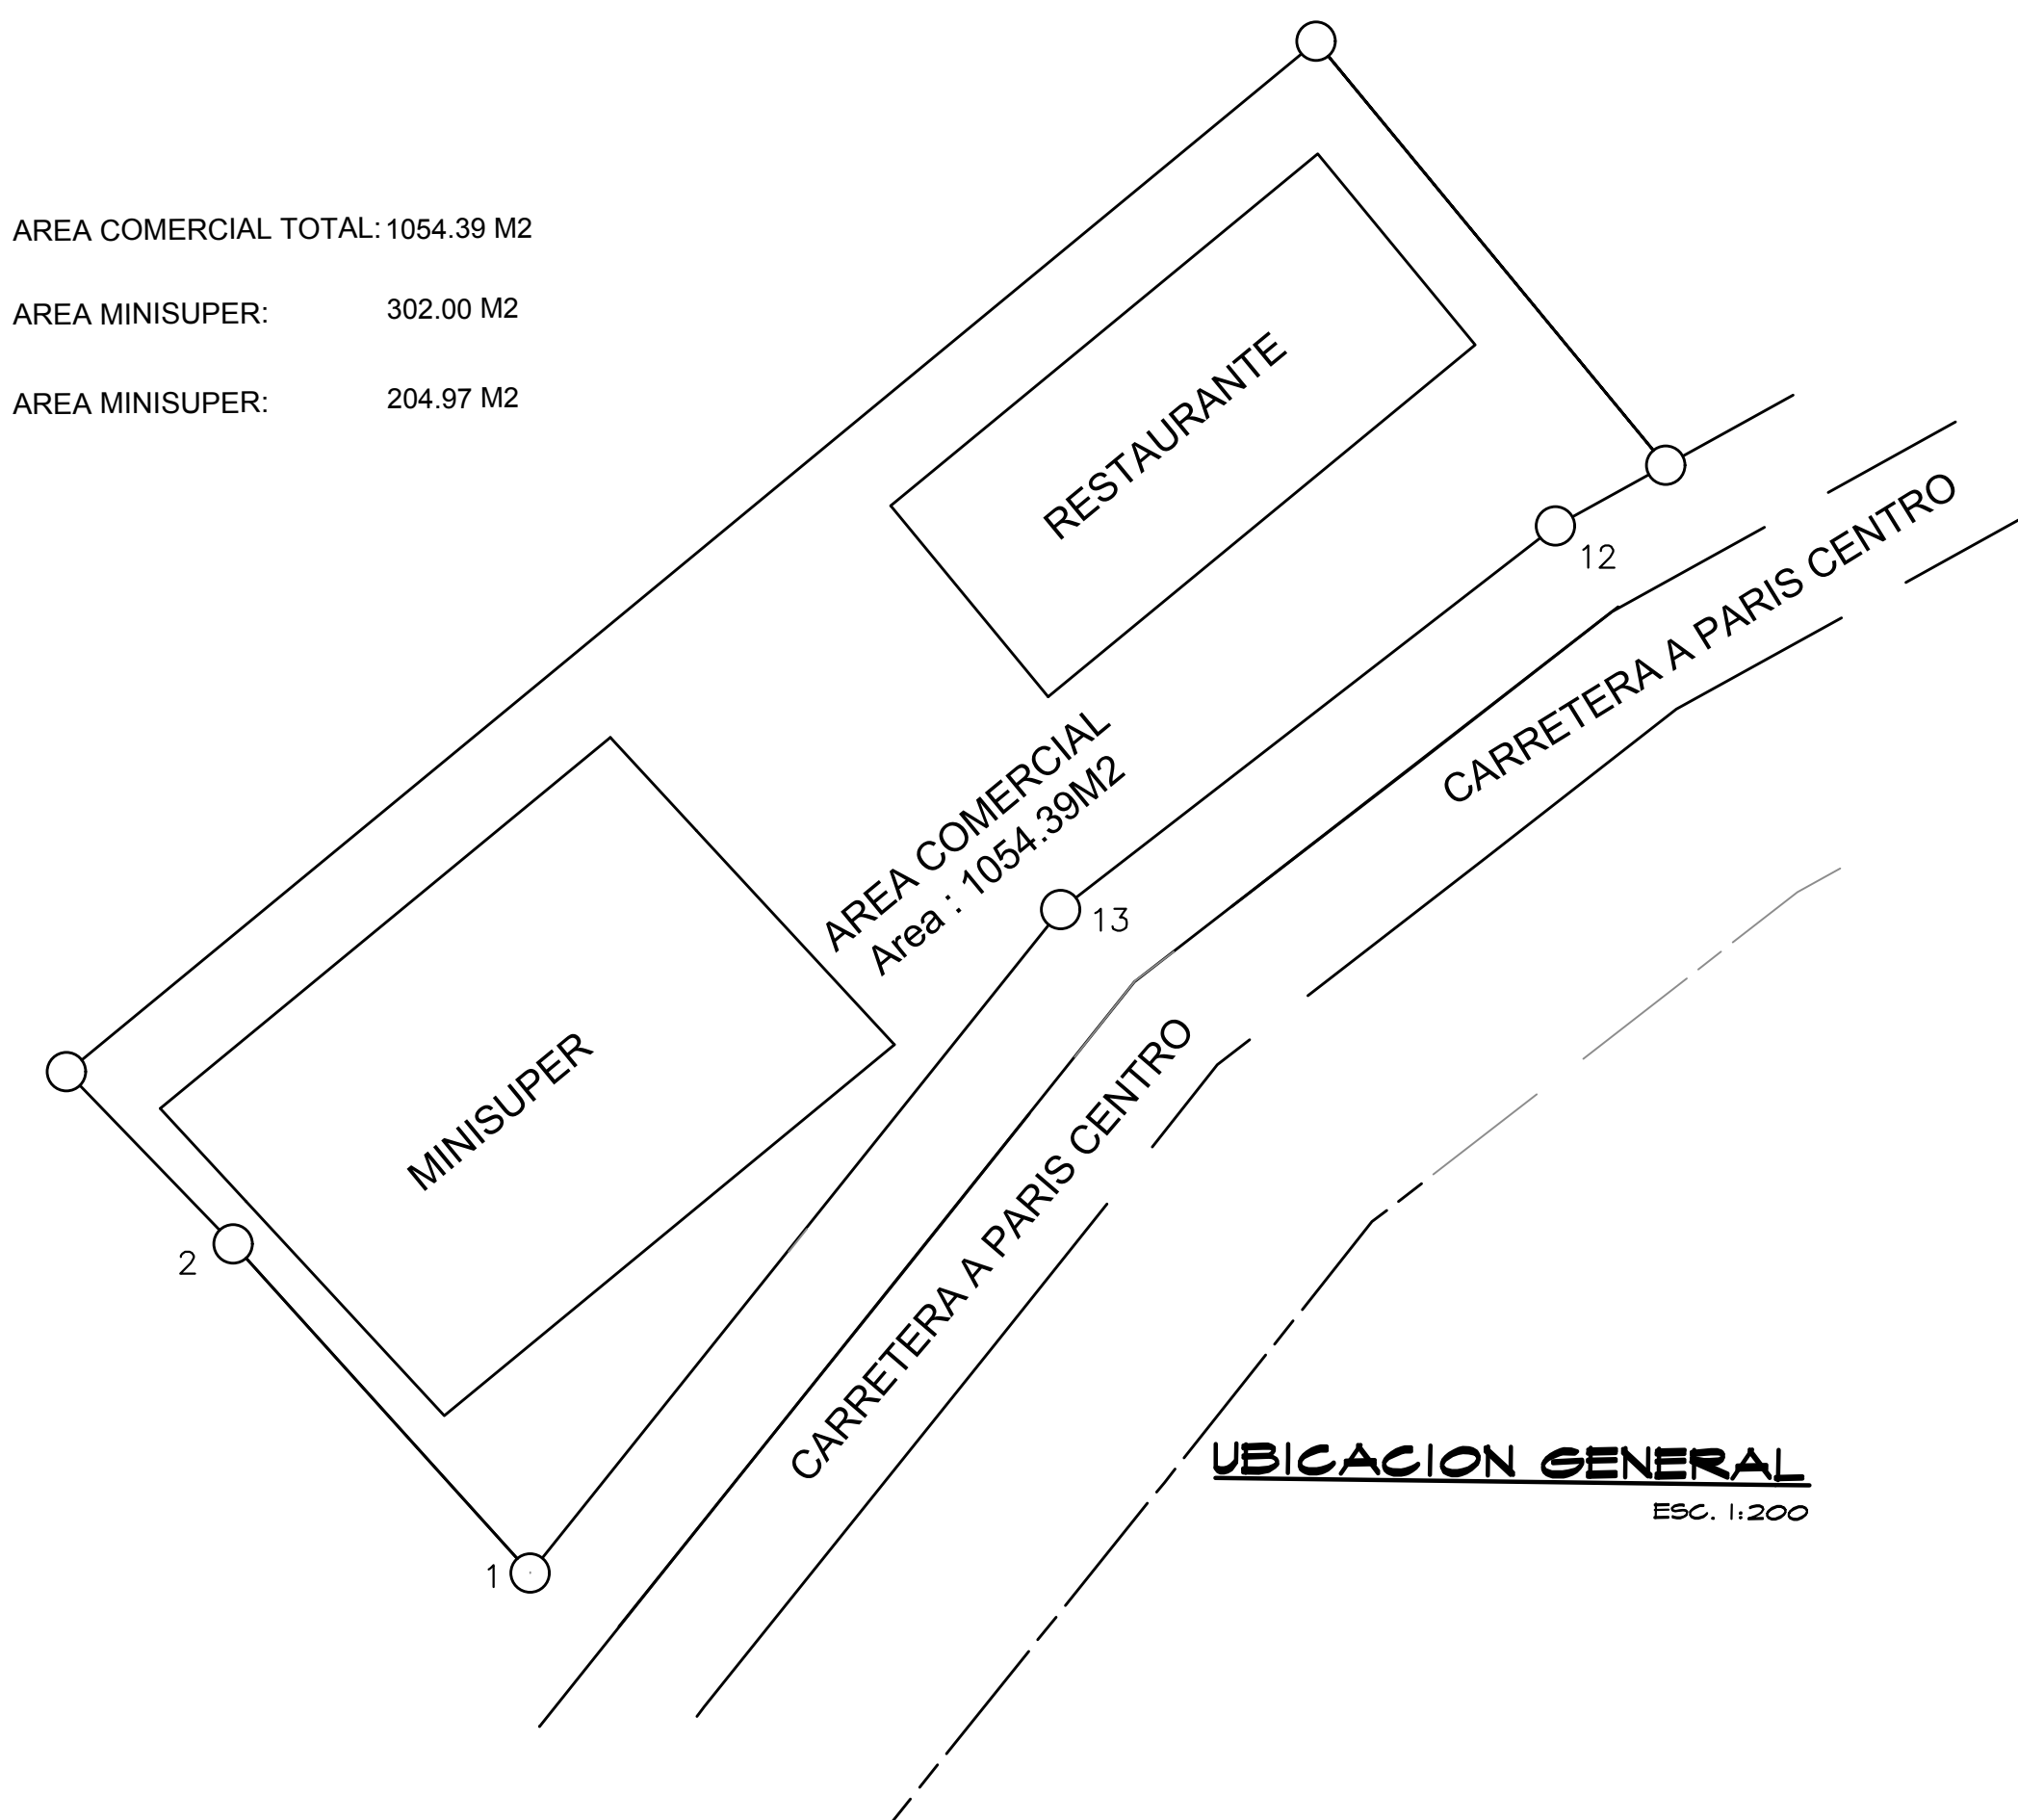 AREA COMERCIAL TOTAL: 1054.39 M2
AREA MINISUPER: 302.00 M2
AREA MINISUPER: 204.97 M2
RESTAURANTE
12
CARRETERA A PARIS CENTRO
AREA COMERCIAL
Area : 1054.39M2
13
MINISUPER
CARRETERA A PARIS CENTRO
2
1
UBICACION GENERAL
ESC. 1:200